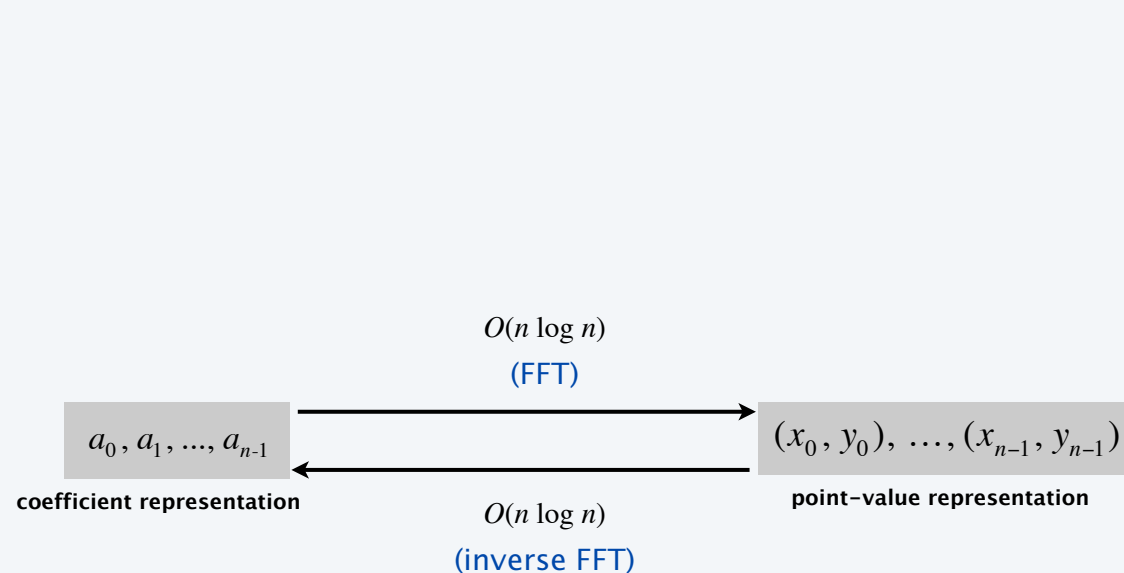 O(n log n)
(FFT)
a₀, a₁, ..., aₙ₋₁
(x₀, y₀), …, (xₙ₋₁, yₙ₋₁)
coefficient representation
point-value representation
O(n log n)
(inverse FFT)